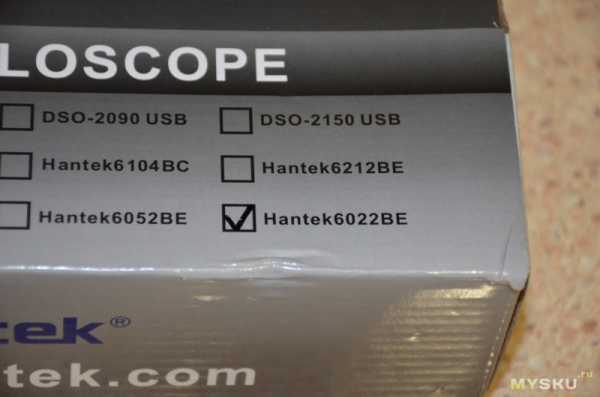 LOSCOPE
DSO-2090 USB DSO-2150 USB
Hantek6104BC Hantek6212BE
Hantek6052BE Hantek6022BE
tek®
tek.com
MYSKU.ru